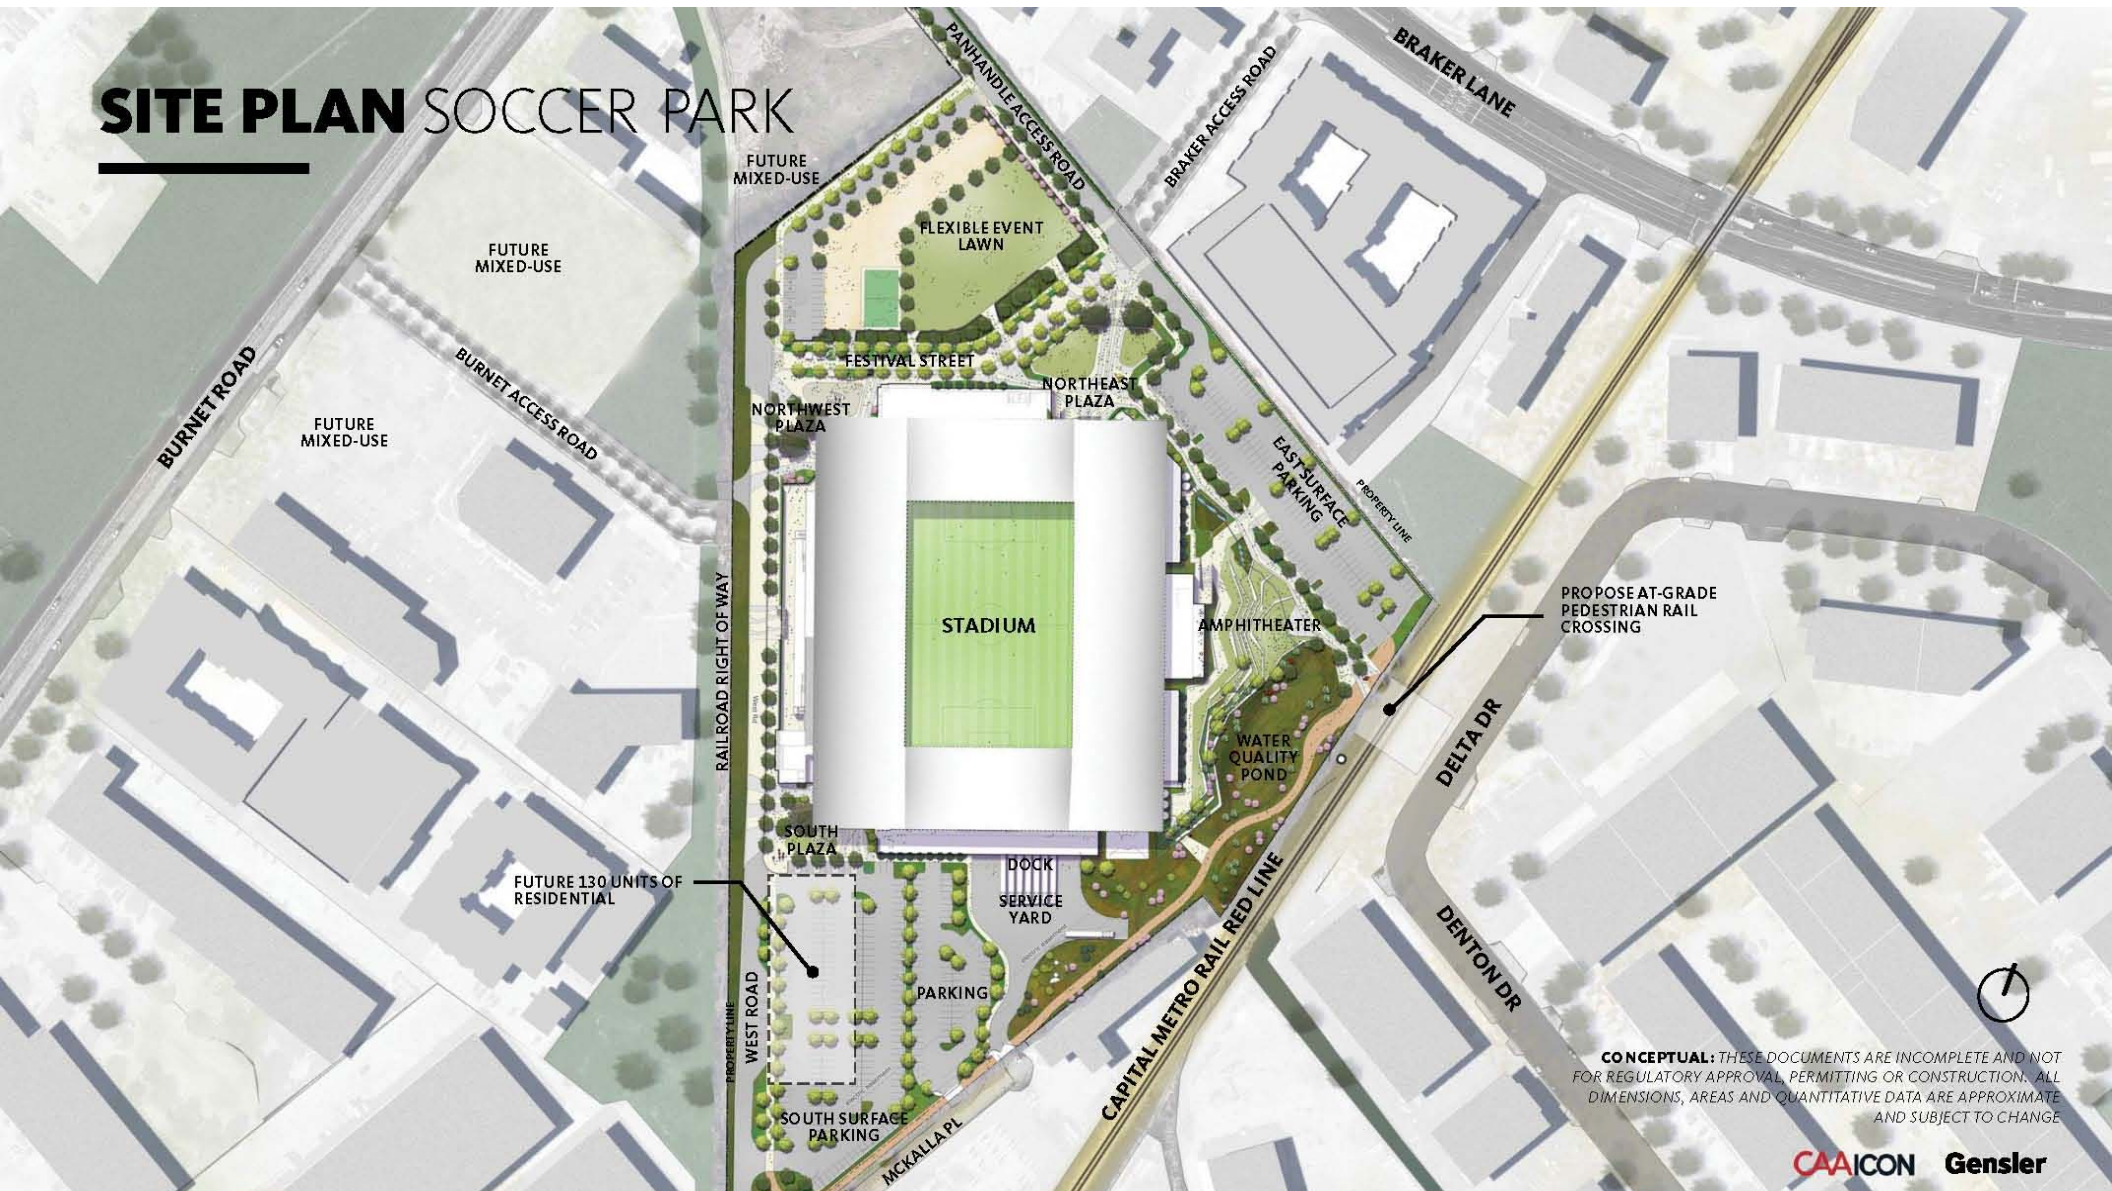 SITE PLAN SOCCER PARK
PANHANDLE ACCESS ROAD
BRAKER ACCESS ROAD
BRAKER LANE
FUTURE
MIXED-USE
FLEXIBLE EVENT
LAWN
FUTURE
MIXED-USE
BURNET ROAD
BURNET ACCESS ROAD
FUTURE
MIXED-USE
FESTIVAL STREET
NORTHEAST
PLAZA
NORTHWEST
PLAZA
EAST SURFACE
PARKING
PROPERTY LINE
RAILROAD RIGHT OF WAY
West Rd
STADIUM
AMPHITHEATER
PROPOSE AT-GRADE
PEDESTRIAN RAIL
CROSSING
DELTA DR
WATER
QUALITY
POND
SOUTH
PLAZA
DOCK
SERVICE
YARD
FUTURE 130 UNITS OF
RESIDENTIAL
CAPITAL METRO RAIL RED LINE
DENTON DR
PARKING
WEST ROAD
PROPERTY LINE
SOUTH SURFACE
PARKING
MCKALLA PL
CONCEPTUAL: THESE DOCUMENTS ARE INCOMPLETE AND NOT
FOR REGULATORY APPROVAL, PERMITTING OR CONSTRUCTION. ALL
DIMENSIONS, AREAS AND QUANTITATIVE DATA ARE APPROXIMATE
AND SUBJECT TO CHANGE
CAAICON Gensler